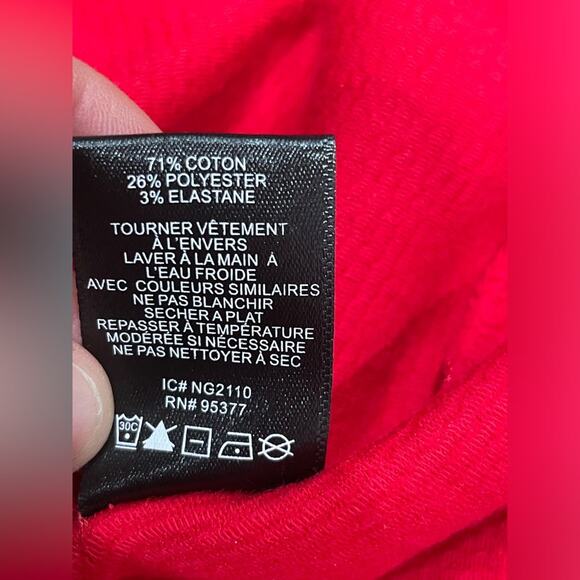 71% COTON
26% POLYESTER
3% ELASTANE
TOURNER VÊTEMENT
À L'ENVERS
LAVER À LA MAIN À
L'EAU FROIDE
AVEC COULEURS SIMILAIRES
NE PAS BLANCHIR
SECHER A PLAT
REPASSER À TEMPÉRATURE
MODÉRÉE SI NÉCESSAIRE
NE PAS NETTOYER À SEC
IC# NG2110
RN# 95377
30C